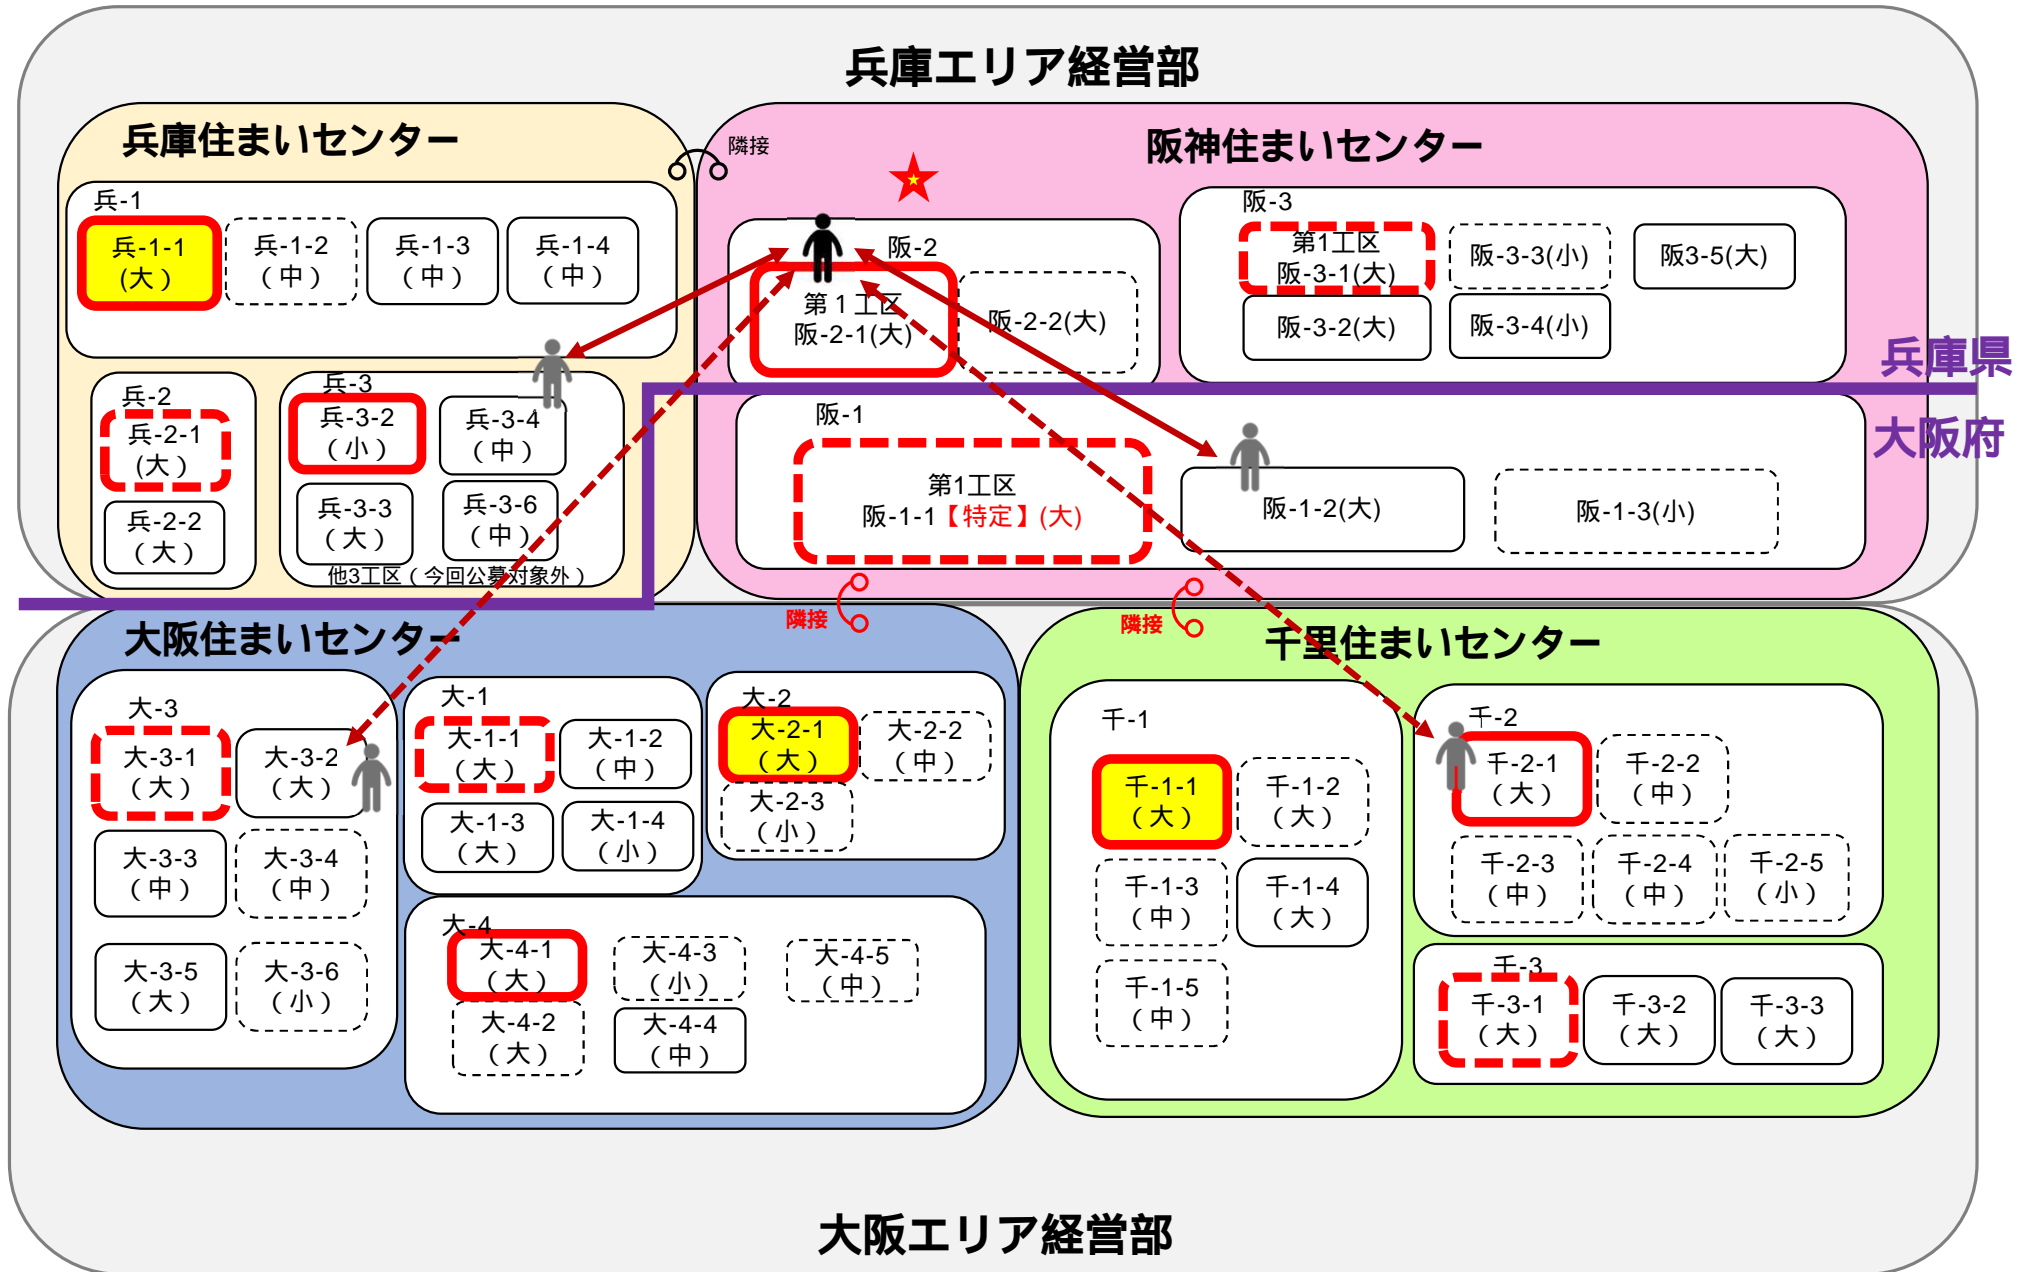 兵庫エリア経営部
兵庫住まいセンター
隣接
阪神住まいセンター
兵-1
兵-1-1
(大)
兵-1-2
(中)
兵-1-3
(中)
兵-1-4
(中)
兵-2
兵-2-1
(大)
兵-2-2
(大)
兵-3
兵-3-2
(小)
兵-3-4
(中)
兵-3-3
(大)
兵-3-6
(中)
他3工区(今回公募対象外)
阪-2
第1工区
阪-2-1(大)
阪-2-2(大)
阪-3
第1工区
阪-3-1(大)
阪-3-3(小)
阪3-5(大)
阪-3-2(大)
阪-3-4(小)
兵庫県
大阪府
阪-1
第1工区
阪-1-1【特定】(大)
阪-1-2(大)
阪-1-3(小)
隣接
隣接
大阪住まいセンター
大-3
大-3-1
(大)
大-3-2
(大)
大-3-3
(中)
大-3-4
(中)
大-3-5
(大)
大-3-6
(小)
大-1
大-1-1
(大)
大-1-2
(中)
大-1-3
(大)
大-1-4
(小)
大-2
大-2-1
(大)
大-2-2
(中)
大-2-3
(小)
大-4
大-4-1
(大)
大-4-3
(小)
大-4-5
(中)
大-4-2
(大)
大-4-4
(中)
千里住まいセンター
千-1
千-1-1
(大)
千-1-2
(大)
千-1-3
(中)
千-1-4
(大)
千-1-5
(中)
千-2
千-2-1
(大)
千-2-2
(中)
千-2-3
(中)
千-2-4
(中)
千-2-5
(小)
千-3
千-3-1
(大)
千-3-2
(大)
千-3-3
(大)
大阪エリア経営部